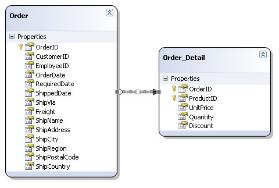 Order
Properties
OrderID
CustomerID
EmployeeID
OrderDate
RequiredDate
ShippedDate
ShipVia
Freight
ShipName
ShipAddress
ShipCity
ShipRegion
ShipPostalCode
ShipCountry
Order_Detail
Properties
OrderID
ProductID
UnitPrice
Quantity
Discount